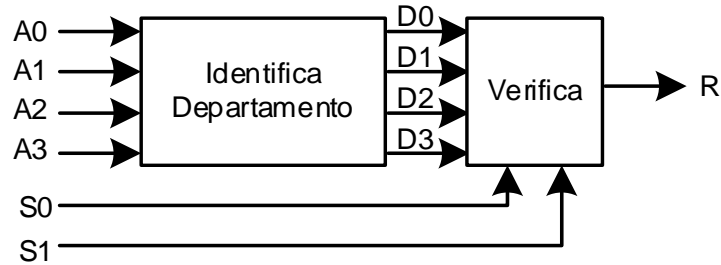 A0
A1
A2
A3
S0
S1
Identifica
Departamento
D0
D1
D2
D3
Verifica
R